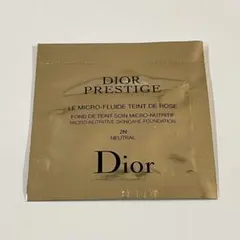 DIOR
PRESTIGE
LE MICRO-FLUIDE TEINT DE ROSE
FOND DE TEINT SOIN MICRO-NUTRITIF
MICRO-NUTRITIVE SKINCARE FOUNDATION
2N
NEUTRAL
Dior